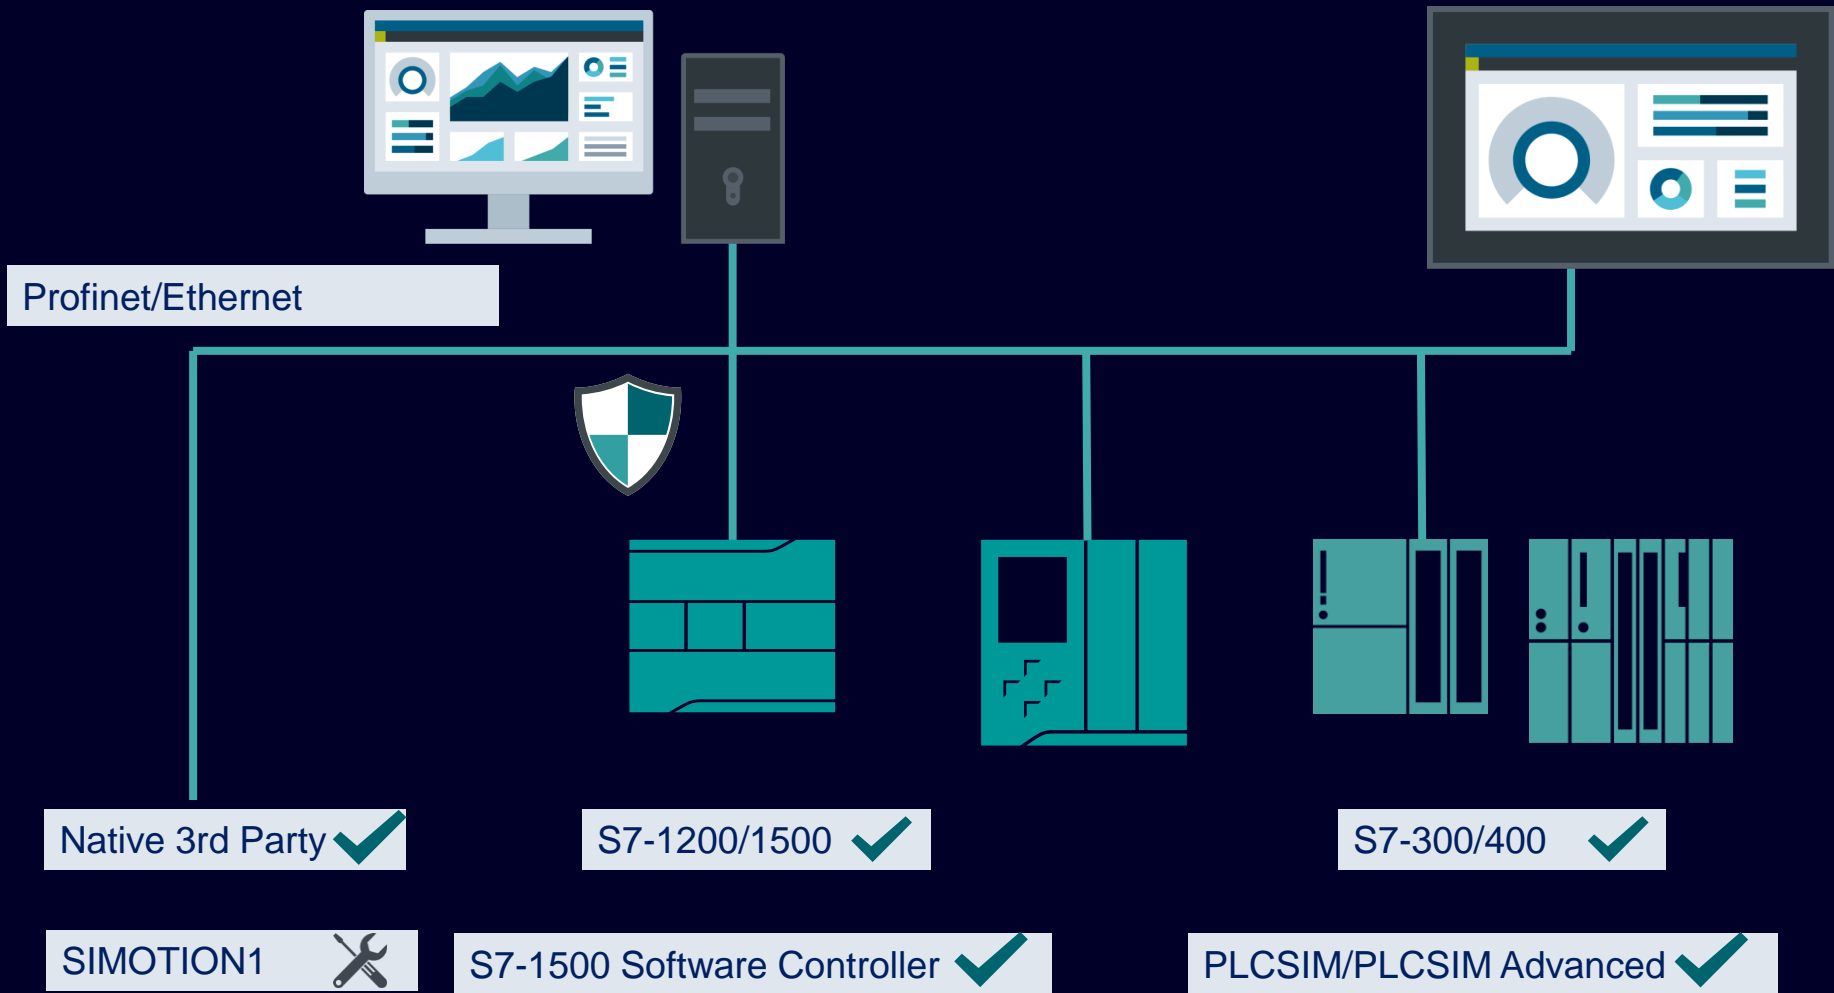 Profinet/Ethernet
Native 3rd Party
S7-1200/1500
S7-300/400
SIMOTION1
S7-1500 Software Controller
PLCSIM/PLCSIM Advanced